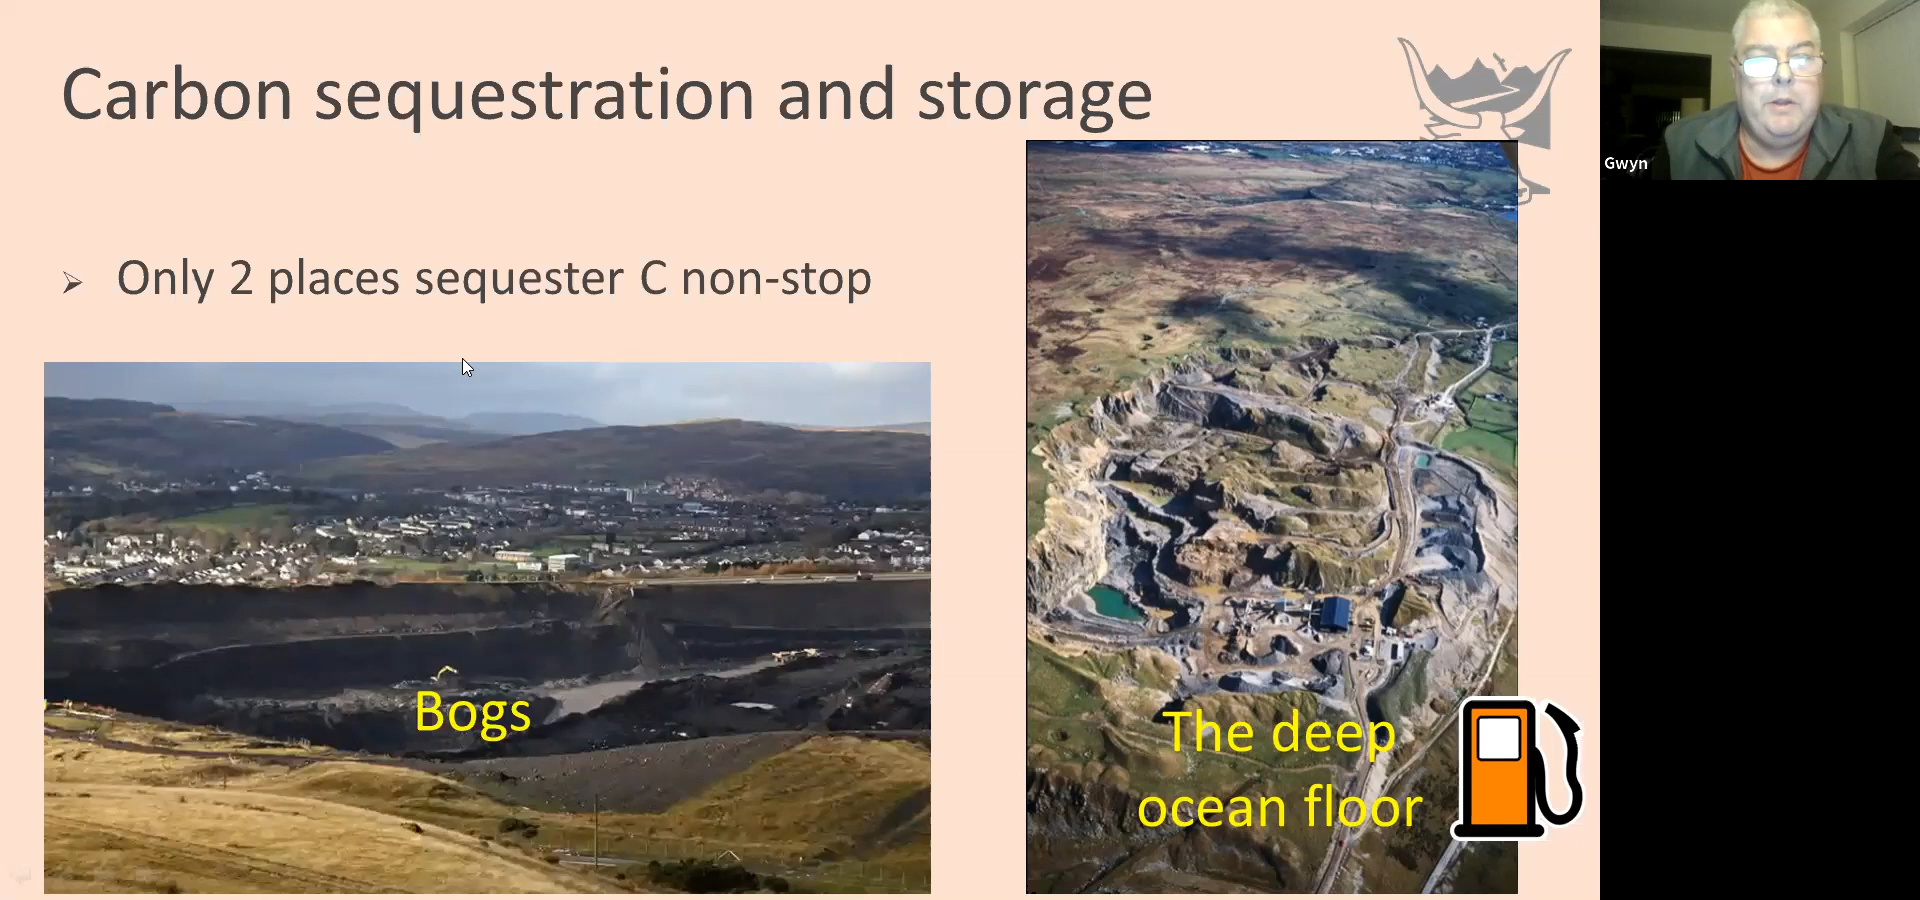 Carbon sequestration and storage
Gwyn
Only 2 places sequester C non-stop
Bogs
The deep
ocean floor